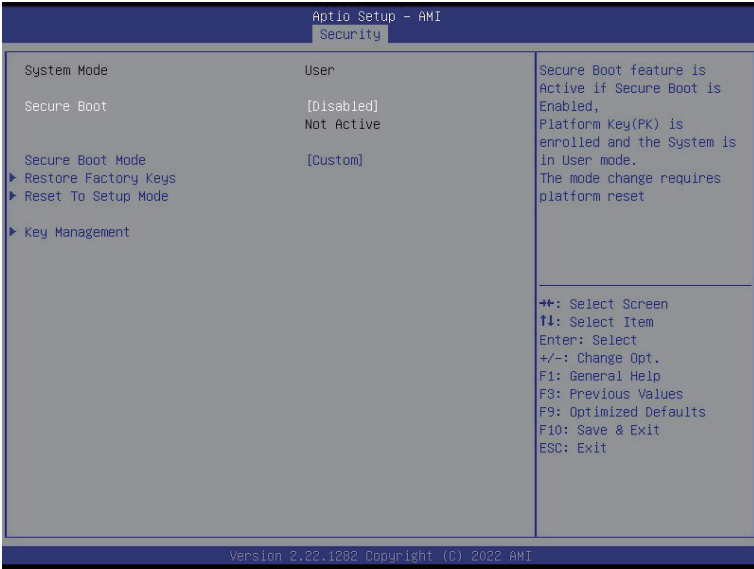 Aptio Setup - AMI
Security
System Mode User
Secure Boot [Disabled]
Not Active
Secure Boot Mode [Custom]
Restore Factory Keys
Reset To Setup Mode
Key Management
Secure Boot feature is
Active if Secure Boot is
Enabled,
Platform Key(PK) is
enrolled and the System is
in User mode.
The mode change requires
platform reset
→←: Select Screen
↑↓: Select Item
Enter: Select
+/-: Change Opt.
F1: General Help
F3: Previous Values
F9: Optimized Defaults
F10: Save & Exit
ESC: Exit
Version 2.22.1282 Copyright (C) 2022 AMI